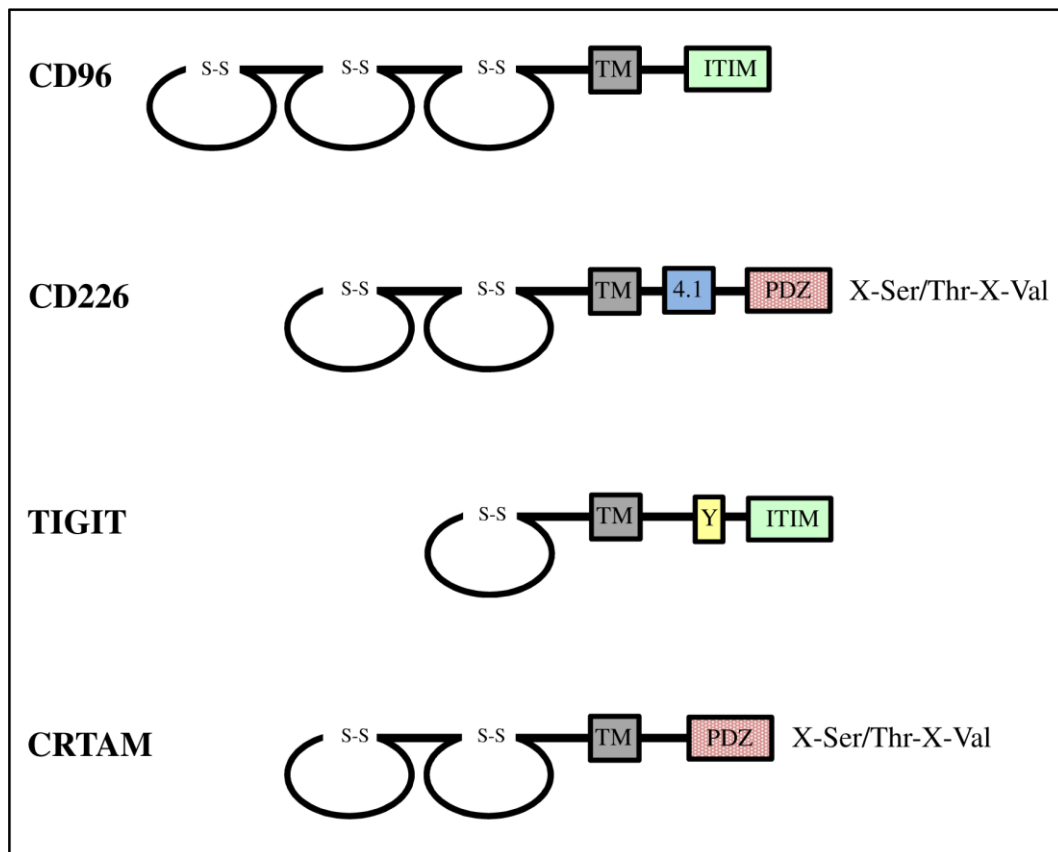 CD96 S-S S-S S-S TM ITIM
CD226 S-S S-S TM 4.1 PDZ X-Ser/Thr-X-Val
TIGIT S-S TM Y ITIM
CRTAM S-S S-S TM PDZ X-Ser/Thr-X-Val